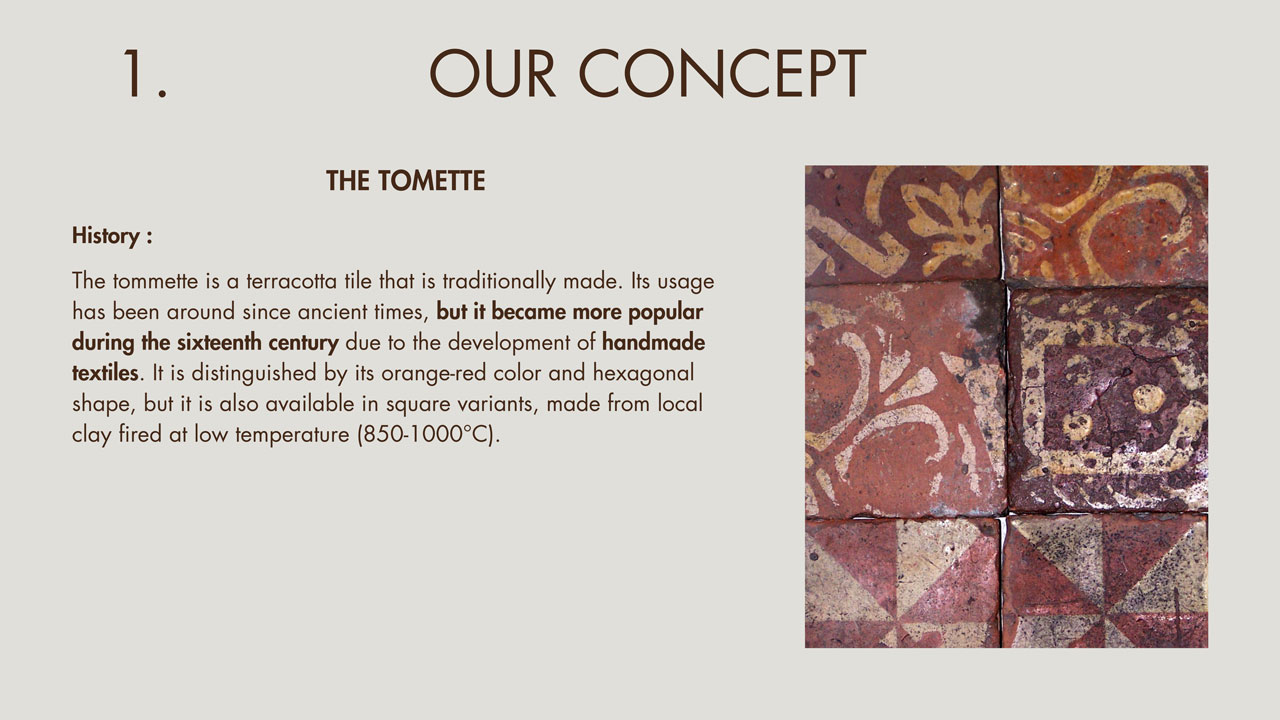 1.
OUR CONCEPT
THE TOMETTE
History :
The tommette is a terracotta tile that is traditionally made. Its usage
has been around since ancient times, but it became more popular
during the sixteenth century due to the development of handmade
textiles. It is distinguished by its orange-red color and hexagonal
shape, but it is also available in square variants, made from local
clay fired at low temperature (850-1000°C).